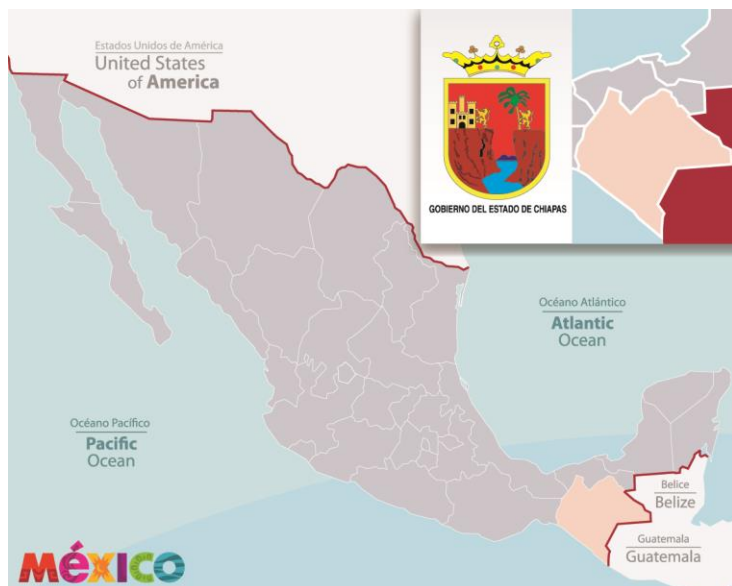 Estados Unidos de América
United States
of America
GOBIERNO DEL ESTADO DE CHIAPAS
Océano Atlántico
Atlantic
Ocean
Océano Pacífico
Pacific
Ocean
Belice
Belize
Guatemala
Guatemala
México